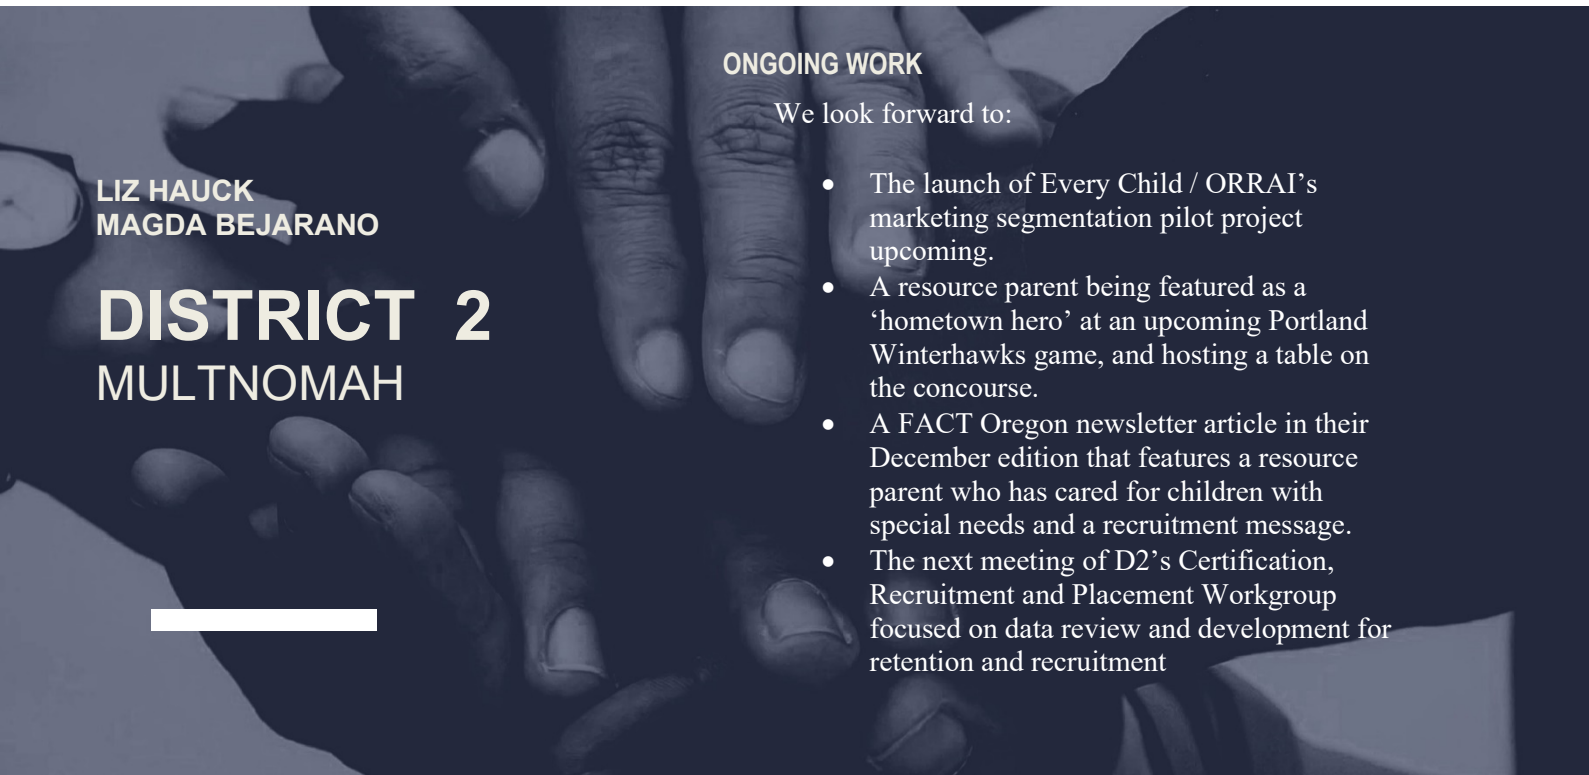 LIZ HAUCK
MAGDA BEJARANO
DISTRICT 2
MULTNOMAH
ONGOING WORK
We look forward to:
• The launch of Every Child / ORRAI’s
marketing segmentation pilot project
upcoming.
• A resource parent being featured as a
‘hometown hero’ at an upcoming Portland
Winterhawks game, and hosting a table on
the concourse.
• A FACT Oregon newsletter article in their
December edition that features a resource
parent who has cared for children with
special needs and a recruitment message.
• The next meeting of D2’s Certification,
Recruitment and Placement Workgroup
focused on data review and development for
retention and recruitment